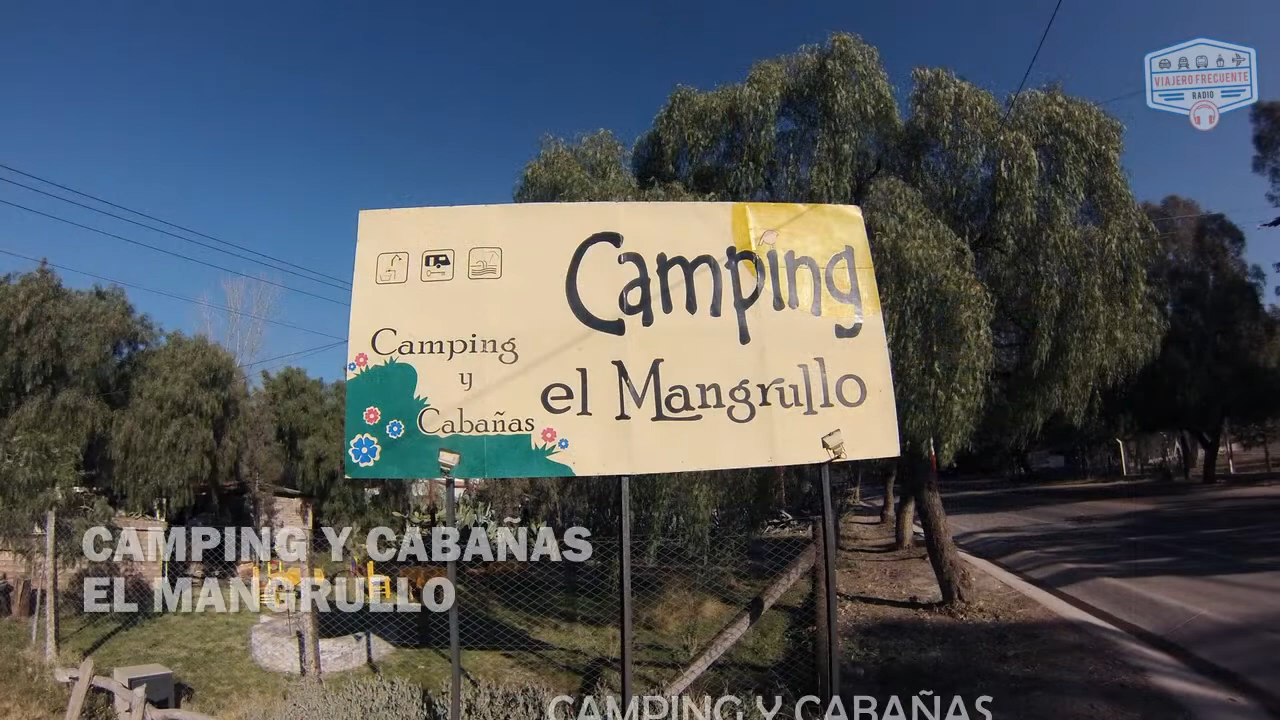 VIAJERO FRECUENTE
RADIO
Camping
el Mangrullo
Camping
y
Cabañas
CAMPING Y CABAÑAS
EL MANGRULLO
CAMPING Y CABAÑAS